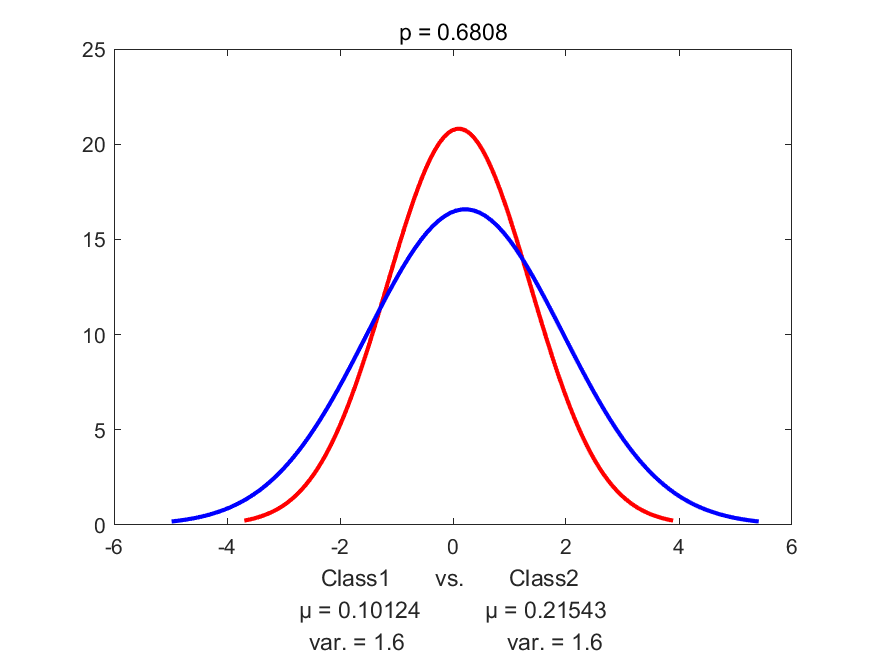 p = 0.6808
25
20
15
10
5
0
-6 -4 -2 0 2 4 6
Class1 vs. Class2
μ = 0.10124 μ = 0.21543
var. = 1.6 var. = 1.6